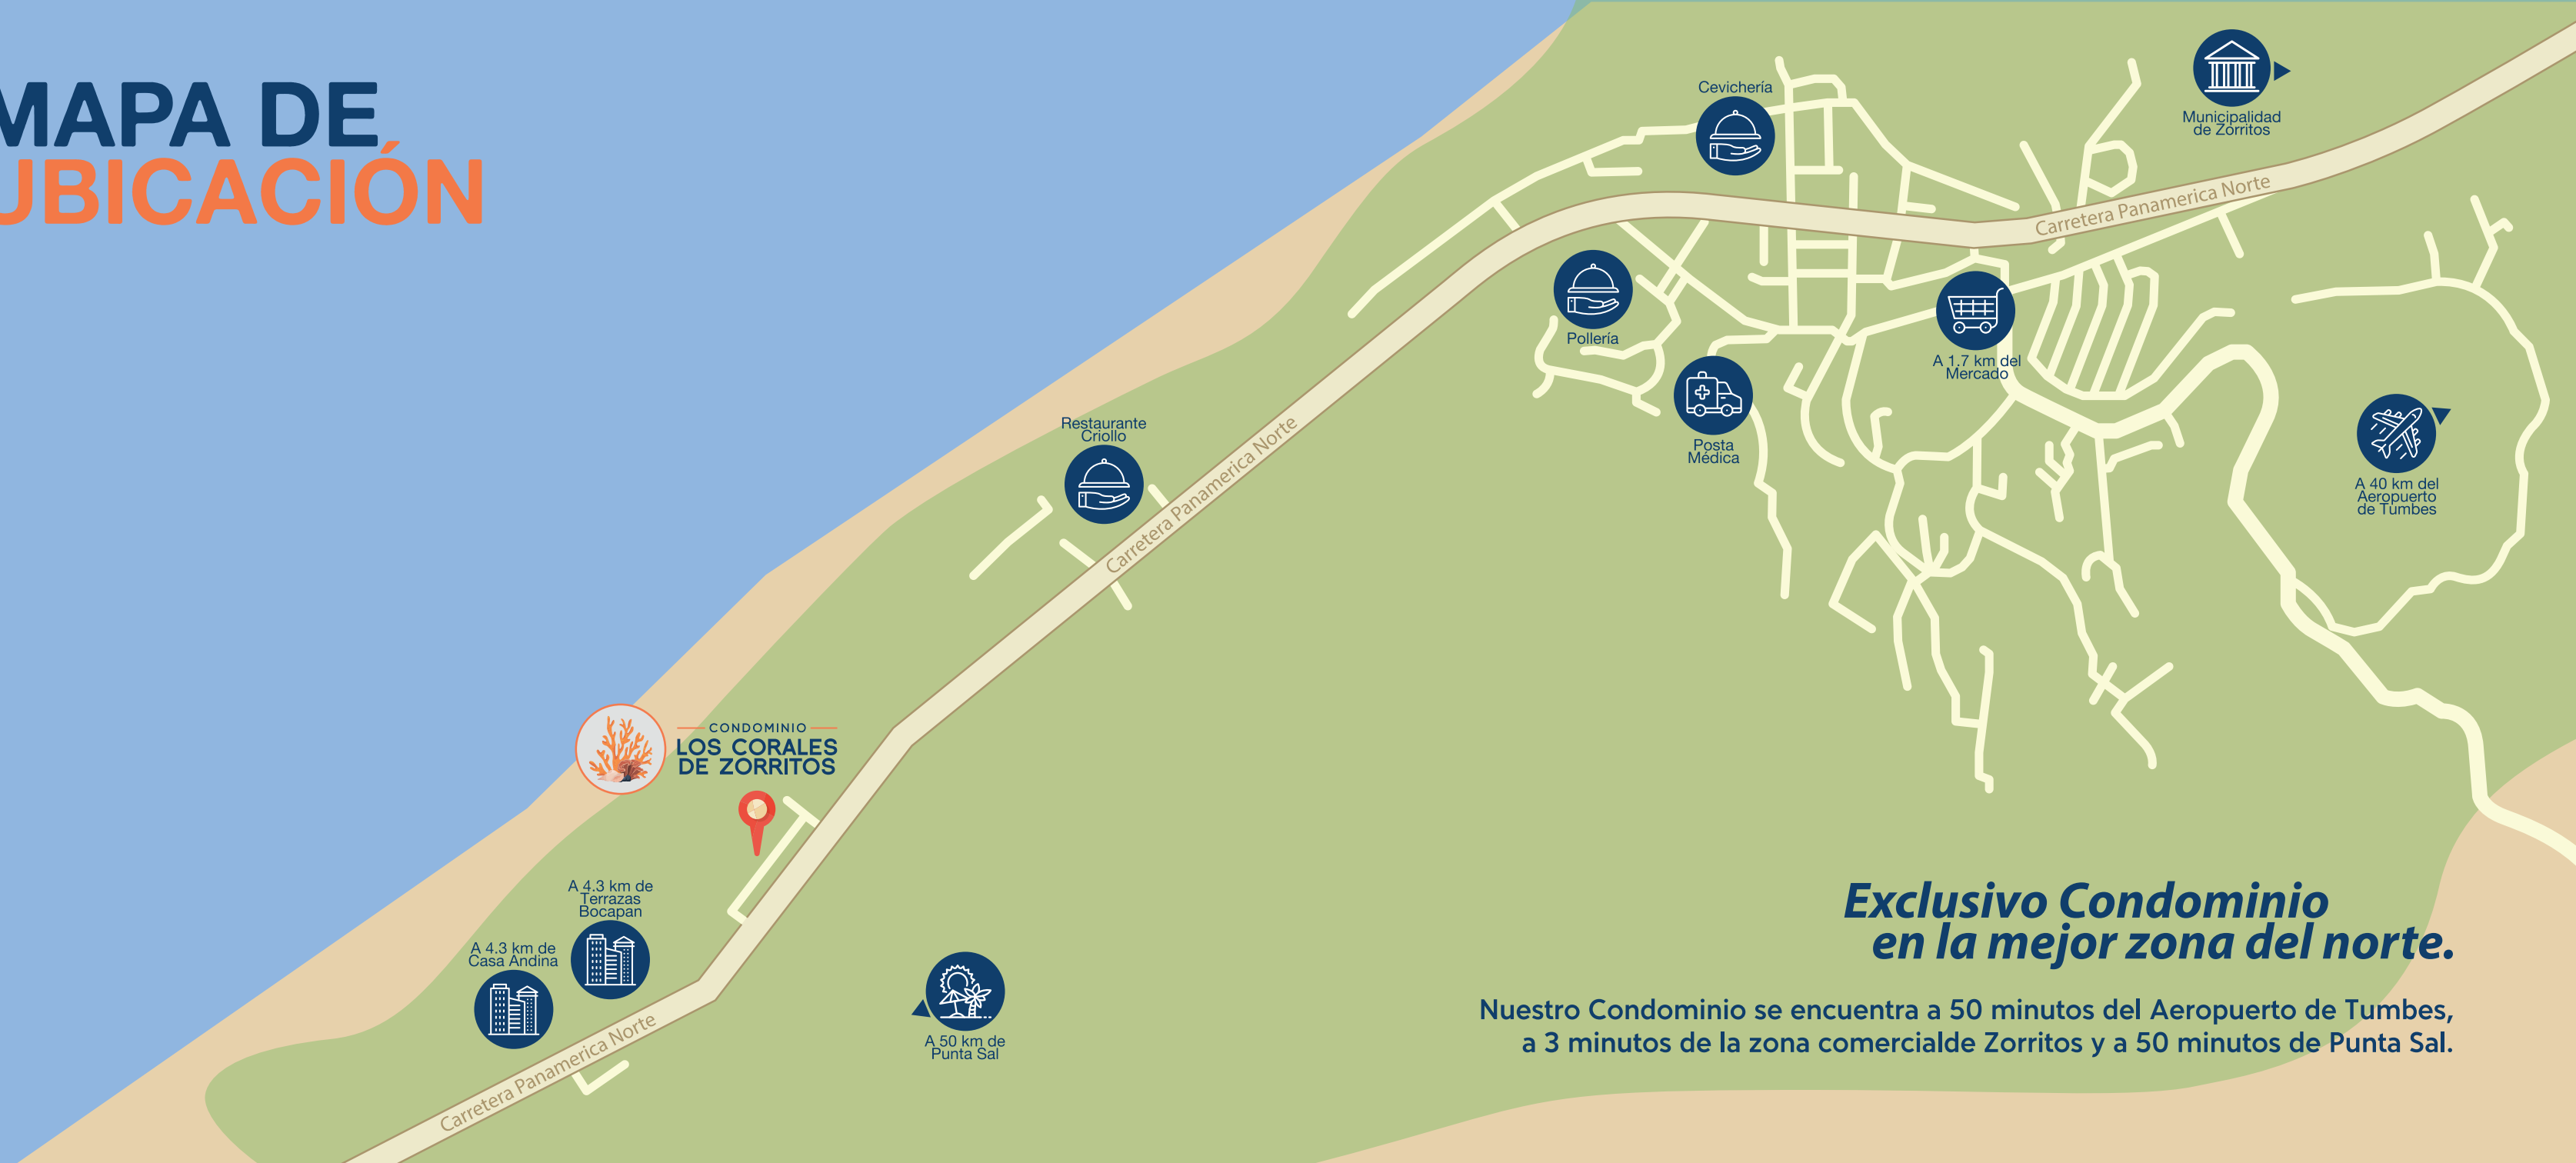 MAPA DE
UBICACIÓN
Cevichería
Municipalidad
de Zorritos
Carretera Panamerica Norte
Pollería
A 1.7 km del
Mercado
Posta
Médica
A 40 km del
Aeropuerto
de Tumbes
Restaurante
Criollo
Carretera Panamerica Norte
CONDOMINIO
LOS CORALES
DE ZORRITOS
A 4.3 km de
Terrazas
Bocapan
A 4.3 km de
Casa Andina
A 50 km de
Punta Sal
Carretera Panamerica Norte
Exclusivo Condominio
en la mejor zona del norte.
Nuestro Condominio se encuentra a 50 minutos del Aeropuerto de Tumbes,
a 3 minutos de la zona comercialde Zorritos y a 50 minutos de Punta Sal.